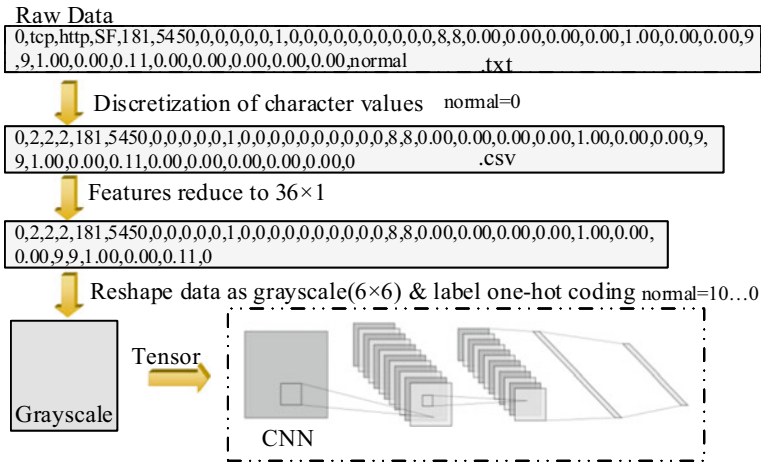 Raw Data
0,tcp,http,SF,181,5450,0,0,0,0,0,1,0,0,0,0,0,0,0,0,0,0,8,8,0.00,0.00,0.00,0.00,1.00,0.00,0.00,9
,9,1.00,0.00,0.11,0.00,0.00,0.00,0.00,0.00,normal .txt
Discretization of character values normal=0
0,2,2,2,181,5450,0,0,0,0,0,1,0,0,0,0,0,0,0,0,0,0,8,8,0.00,0.00,0.00,0.00,1.00,0.00,0.00,9,
9,1.00,0.00,0.11,0.00,0.00,0.00,0.00,0.00,0 .csv
Features reduce to 36×1
0,2,2,2,181,5450,0,0,0,0,0,1,0,0,0,0,0,0,0,0,0,0,8,8,0.00,0.00,0.00,0.00,1.00,0.00,
0.00,9,9,1.00,0.00,0.11,0
Reshape data as grayscale(6×6) & label one-hot coding normal=10…0
Tensor
Grayscale
CNN